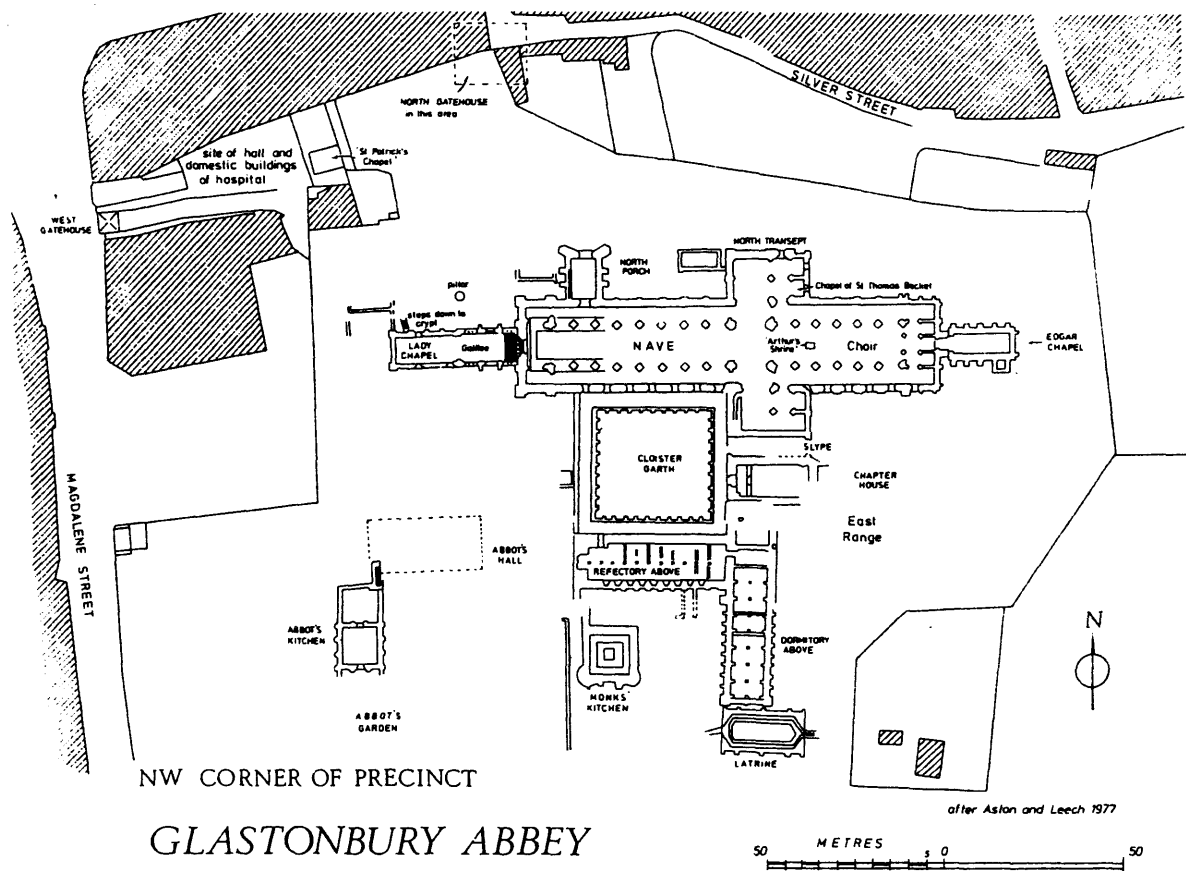 SILVER STREET
NORTH GATEHOUSE
in this area
'St Patrick's
Chapel'
site of hall and
domestic buildings
of hospital
WEST
GATEHOUSE
NORTH TRANSEPT
NORTH
PORCH
Chapel of St Thomas Becket
pillar
steps down to
crypt
LADY
CHAPEL
Galilee
NAVE
'Arthur's
Shrine'
Choir
EDGAR
CHAPEL
CLOISTER
GARTH
SLYPE
CHAPTER
HOUSE
MAGDALENE STREET
East
Range
ABBOT'S
HALL
REFECTORY ABOVE
ABBOT'S
KITCHEN
DORMITORY
ABOVE
N
MONKS'
KITCHEN
ABBOT'S
GARDEN
LATRINE
NW CORNER OF PRECINCT
after Aston and Leech 1977
GLASTONBURY ABBEY
METRES
50 5 0 50